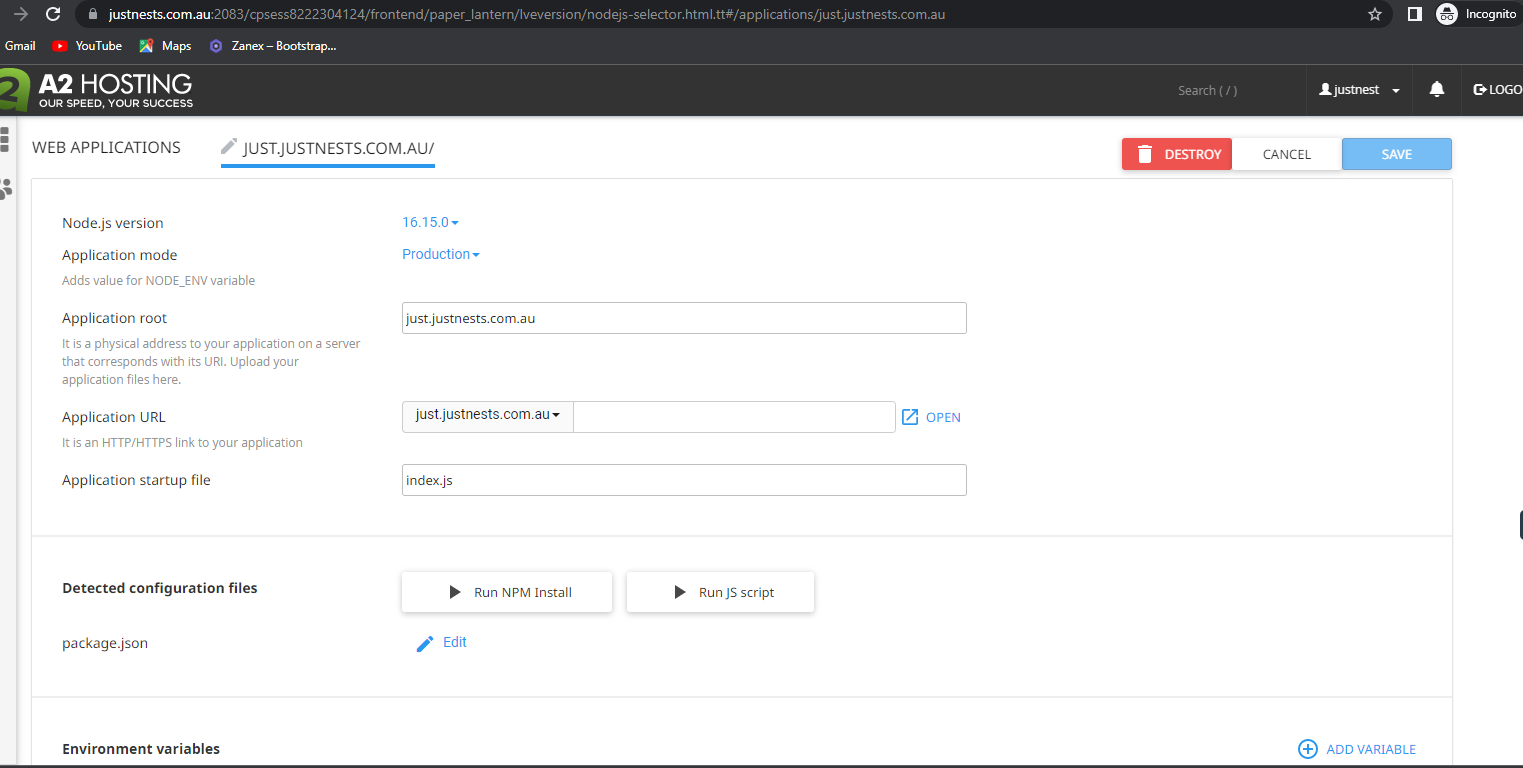 justnests.com.au:2083/cpsess8222304124/frontend/paper_lantern/lveversion/nodejs-selector.html.tt#/applications/just.justnests.com.au
Incognito
Gmail YouTube Maps Zanex – Bootstrap...
2 A2 HOSTING
OUR SPEED, YOUR SUCCESS
Search ( / )
justnest
LOGO
WEB APPLICATIONS
JUST.JUSTNESTS.COM.AU/
DESTROY
CANCEL
SAVE
Node.js version
16.15.0
Application mode
Production
Adds value for NODE_ENV variable
Application root
just.justnests.com.au
It is a physical address to your application on a server
that corresponds with its URI. Upload your
application files here.
Application URL
just.justnests.com.au
OPEN
It is an HTTP/HTTPS link to your application
Application startup file
index.js
Detected configuration files
Run NPM Install
Run JS script
package.json
Edit
Environment variables
ADD VARIABLE